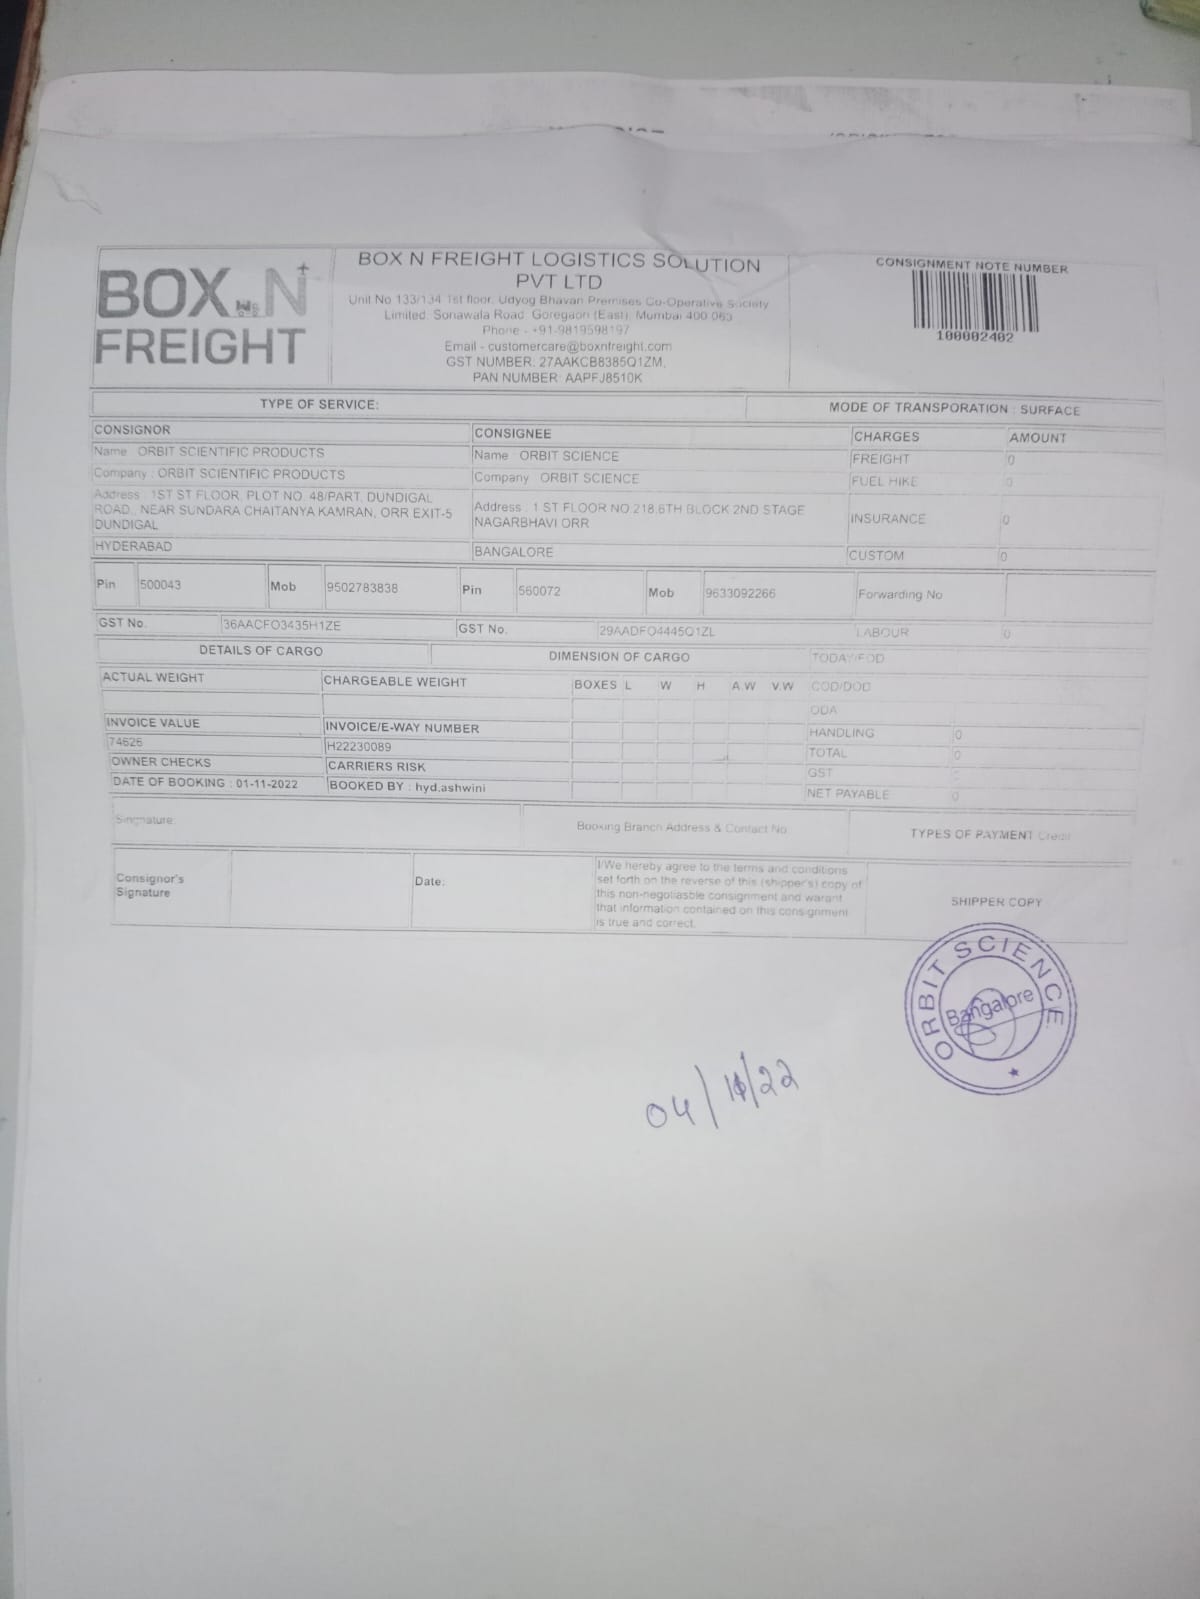 BOX N
FREIGHT
BOX N FREIGHT LOGISTICS SOLUTION
PVT LTD
Unit No 133/134 1st floor, Udyog Bhavan Premises Co-Operative Society
Limited, Sonawala Road, Goregaon (East), Mumbai 400 063
Phone - +91-9819598197
Email - customercare@boxnfreight.com
GST NUMBER: 27AAKCB8385Q1ZM,
PAN NUMBER: AAPFJ8510K
CONSIGNMENT NOTE NUMBER
100002402
TYPE OF SERVICE:
MODE OF TRANSPORATION : SURFACE
CONSIGNOR
CONSIGNEE
CHARGES
AMOUNT
Name : ORBIT SCIENTIFIC PRODUCTS
Name : ORBIT SCIENCE
FREIGHT
0
Company : ORBIT SCIENTIFIC PRODUCTS
Company : ORBIT SCIENCE
FUEL HIKE
0
Address : 1ST ST FLOOR, PLOT NO. 48/PART, DUNDIGAL
ROAD., NEAR SUNDARA CHAITANYA KAMRAN, ORR EXIT-5
DUNDIGAL
Address : 1 ST FLOOR NO 218,6TH BLOCK 2ND STAGE
NAGARBHAVI ORR
INSURANCE
0
HYDERABAD
BANGALORE
CUSTOM
0
Pin
500043
Mob
9502783838
Pin
560072
Mob
9633092266
Forwarding No
GST No.
36AACFO3435H1ZE
GST No.
29AADFO4445Q1ZL
LABOUR
0
DETAILS OF CARGO
DIMENSION OF CARGO
TODAY/FOD
ACTUAL WEIGHT
CHARGEABLE WEIGHT
BOXES L W H A.W V.W
COD/DOD
ODA
INVOICE VALUE
INVOICE/E-WAY NUMBER
HANDLING
0
74526
H22230089
TOTAL
0
OWNER CHECKS
CARRIERS RISK
GST
DATE OF BOOKING : 01-11-2022
BOOKED BY : hyd.ashwini
NET PAYABLE
0
Singnature:
Booking Branch Address & Contact No
TYPES OF PAYMENT Credit
Consignor's
Signature
Date:
I/We hereby agree to the terms and conditions
set forth on the reverse of this (shipper's) copy of
this non-negotiasble consignment and warant
that information contained on this consignment
is true and correct.
SHIPPER COPY
ORBIT SCIENCE
Bangalore
04/11/22